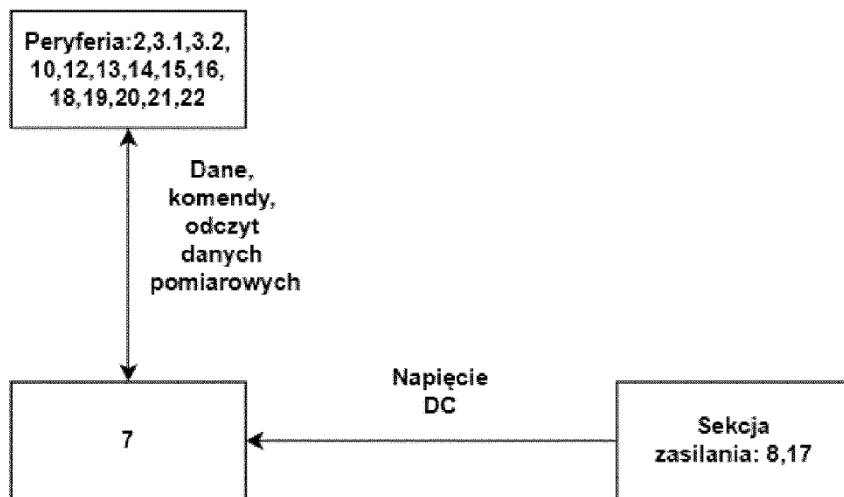 Peryferia:2,3.1,3.2,
10,12,13,14,15,16,
18,19,20,21,22
Dane,
komendy,
odczyt
danych
pomiarowych
Napięcie
DC
7
Sekcja
zasilania: 8,17